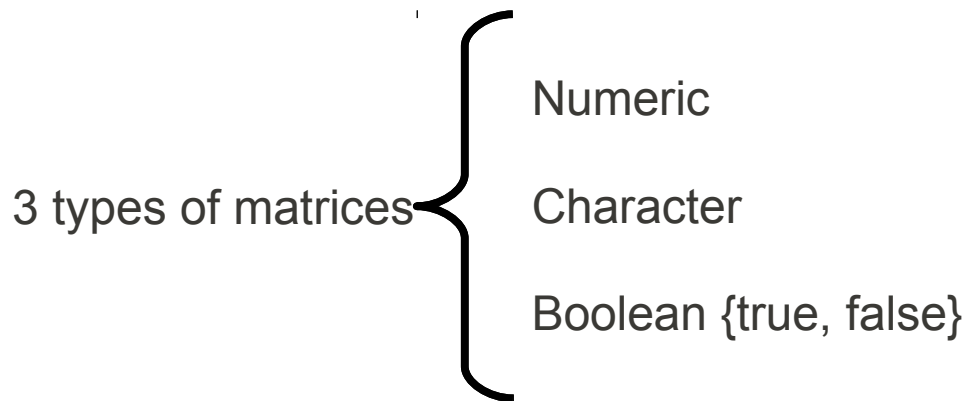 3 types of matrices
Numeric
Character
Boolean {true, false}